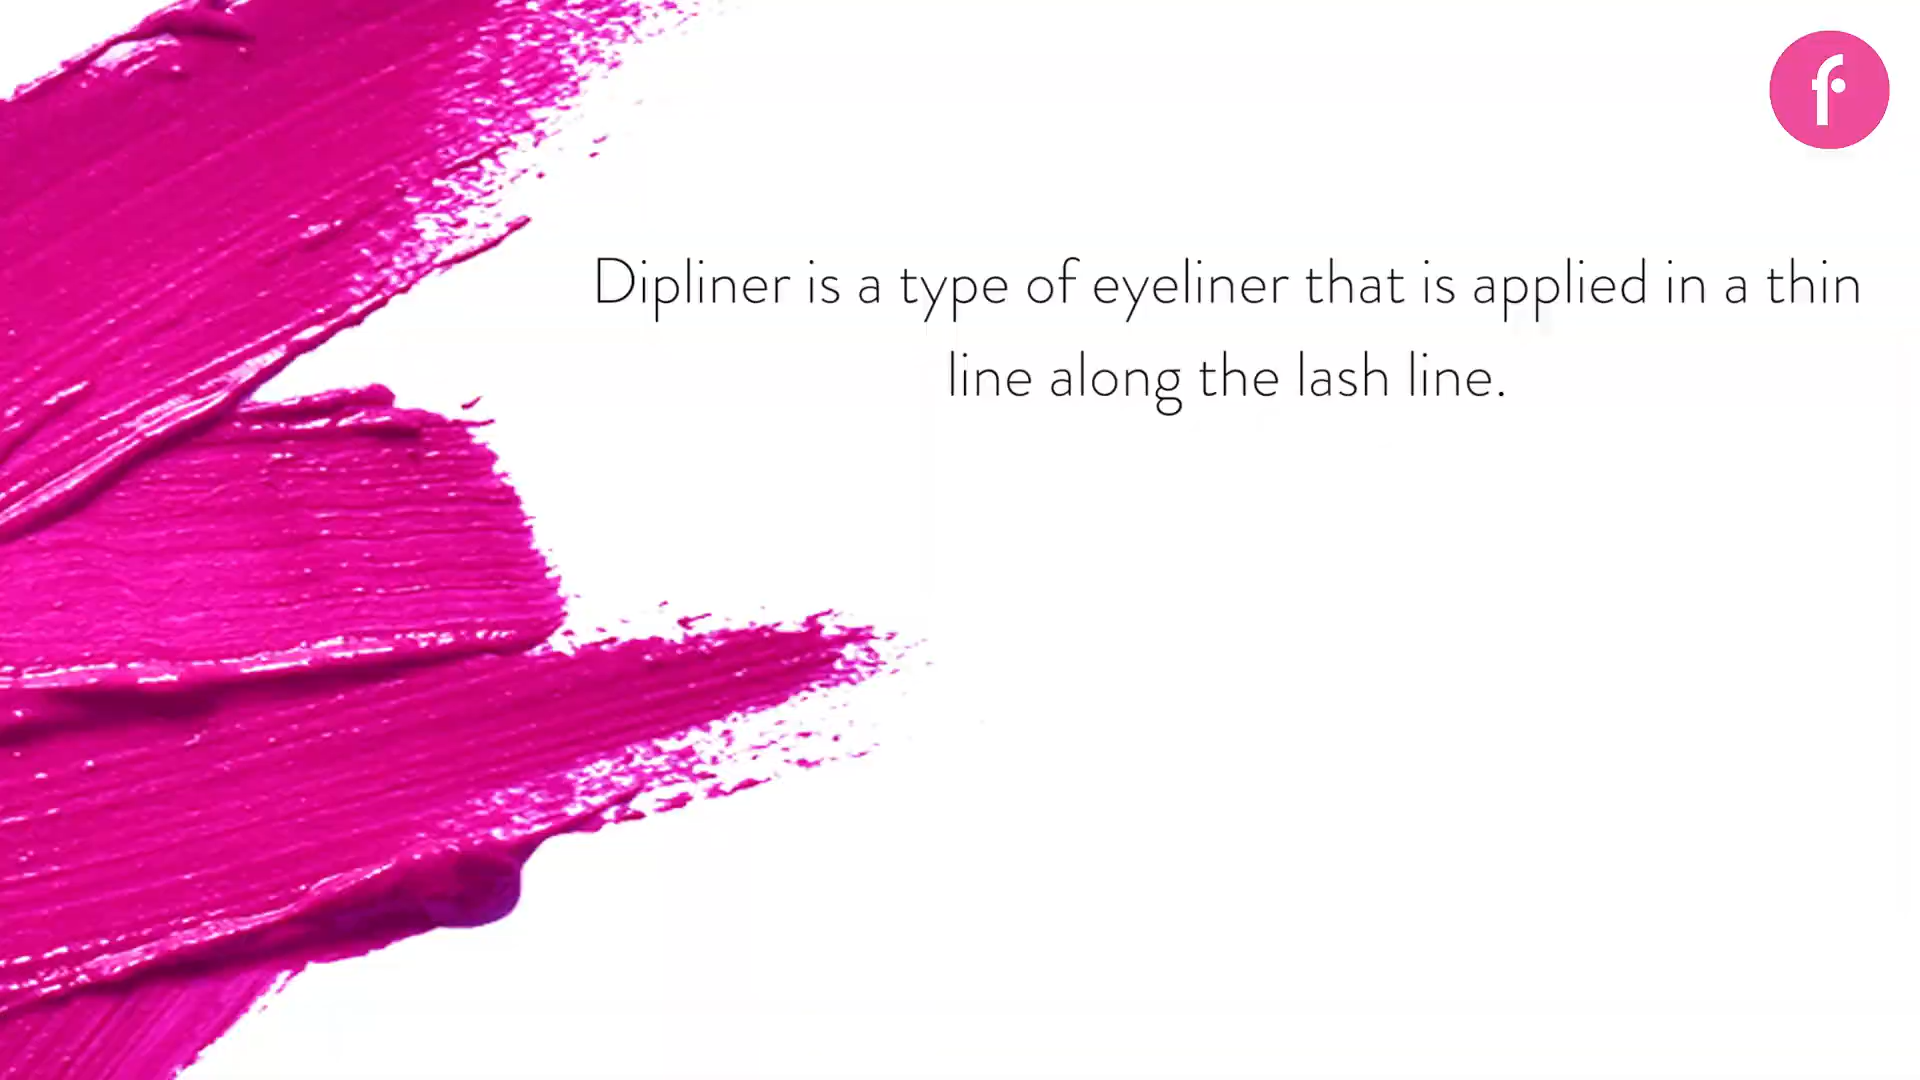 Dipliner is a type of eyeliner that is applied in a thin
line along the lash line.